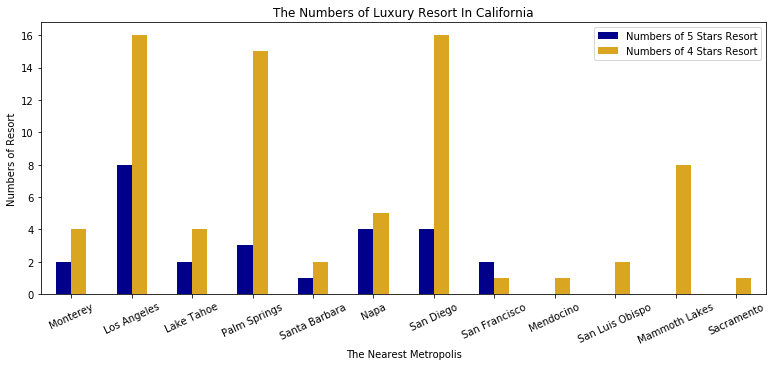 The Numbers of Luxury Resort In California
Numbers of 5 Stars Resort
Numbers of 4 Stars Resort
Numbers of Resort
16
14
12
10
8
6
4
2
0
Monterey
Los Angeles
Lake Tahoe
Palm Springs
Santa Barbara
Napa
San Diego
San Francisco
Mendocino
San Luis Obispo
Mammoth Lakes
Sacramento
The Nearest Metropolis